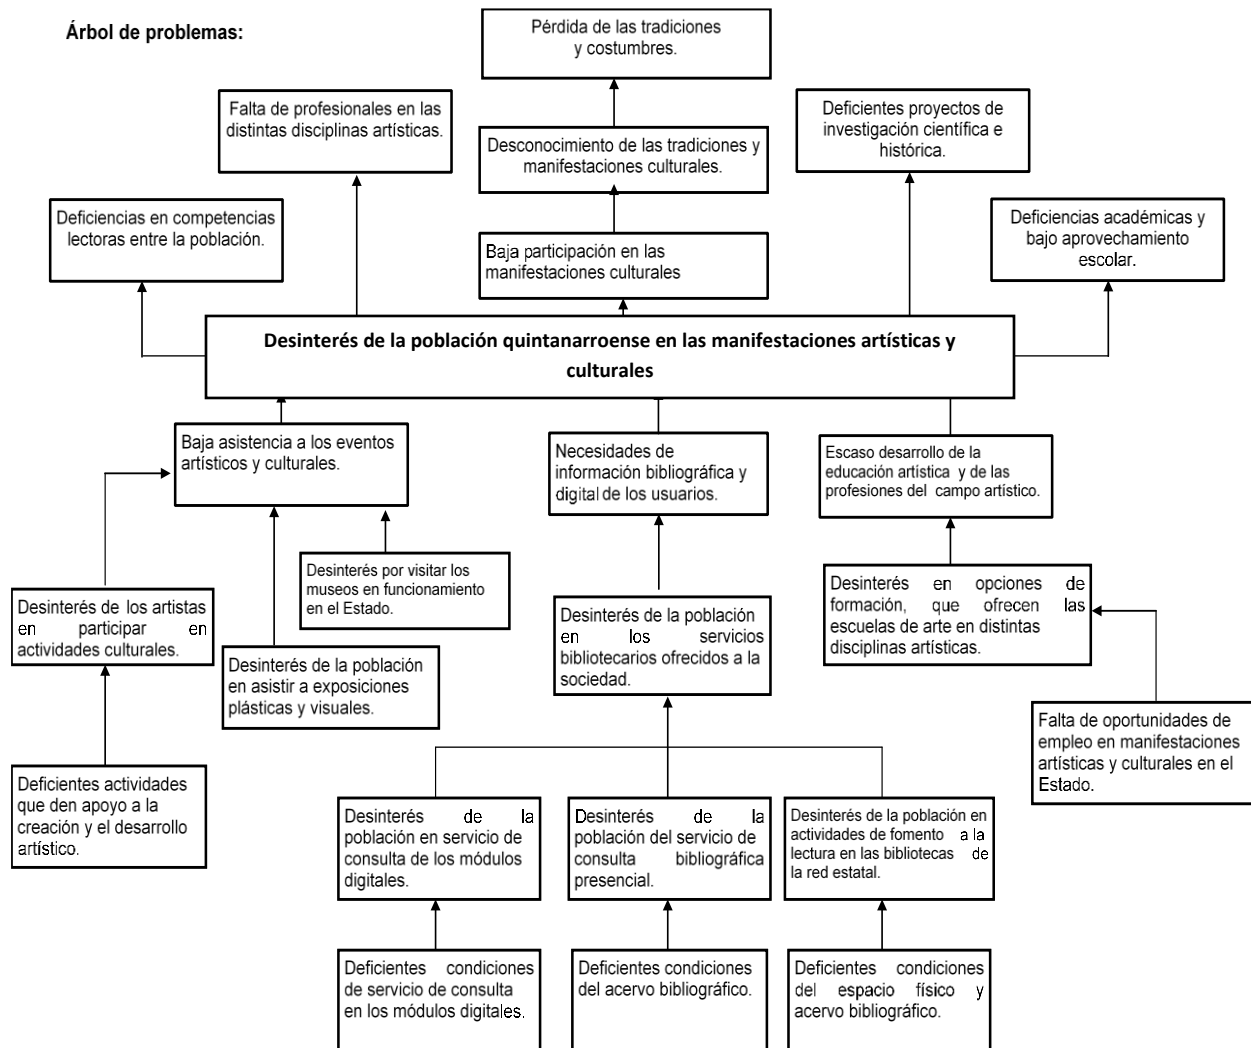 Árbol de problemas:
Pérdida de las tradiciones
y costumbres.
Falta de profesionales en las
distintas disciplinas artísticas.
Desconocimiento de las tradiciones y
manifestaciones culturales.
Deficientes proyectos de
investigación científica e
histórica.
Deficiencias en competencias
lectoras entre la población.
Baja participación en las
manifestaciones culturales
Deficiencias académicas y
bajo aprovechamiento
escolar.
Desinterés de la población quintanarroense en las manifestaciones artísticas y
culturales
Baja asistencia a los eventos
artísticos y culturales.
Necesidades de
información bibliográfica y
digital de los usuarios.
Escaso desarrollo de la
educación artística y de las
profesiones del campo artístico.
Desinterés por visitar los
museos en funcionamiento
en el Estado.
Desinterés de los artistas
en participar en
actividades culturales.
Desinterés de la población
en asistir a exposiciones
plásticas y visuales.
Desinterés de la población
en los servicios
bibliotecarios ofrecidos a la
sociedad.
Desinterés en opciones de
formación, que ofrecen las
escuelas de arte en distintas
disciplinas artísticas.
Falta de oportunidades de
empleo en manifestaciones
artísticas y culturales en el
Estado.
Deficientes actividades
que den apoyo a la
creación y el desarrollo
artístico.
Desinterés de la
población en servicio de
consulta de los módulos
digitales.
Desinterés de la
población del servicio de
consulta bibliográfica
presencial.
Desinterés de la población en
actividades de fomento a la
lectura en las bibliotecas de
la red estatal.
Deficientes condiciones
de servicio de consulta
en los módulos digitales.
Deficientes condiciones
del acervo bibliográfico.
Deficientes condiciones
del espacio físico y
acervo bibliográfico.